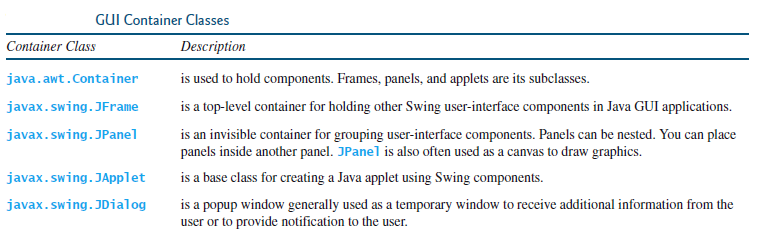 GUI Container Classes
Container Class Description
java.awt.Container is used to hold components. Frames, panels, and applets are its subclasses.
javax.swing.JFrame is a top-level container for holding other Swing user-interface components in Java GUI applications.
javax.swing.JPanel is an invisible container for grouping user-interface components. Panels can be nested. You can place
panels inside another panel. JPanel is also often used as a canvas to draw graphics.
javax.swing.JApplet is a base class for creating a Java applet using Swing components.
javax.swing.JDialog is a popup window generally used as a temporary window to receive additional information from the
user or to provide notification to the user.